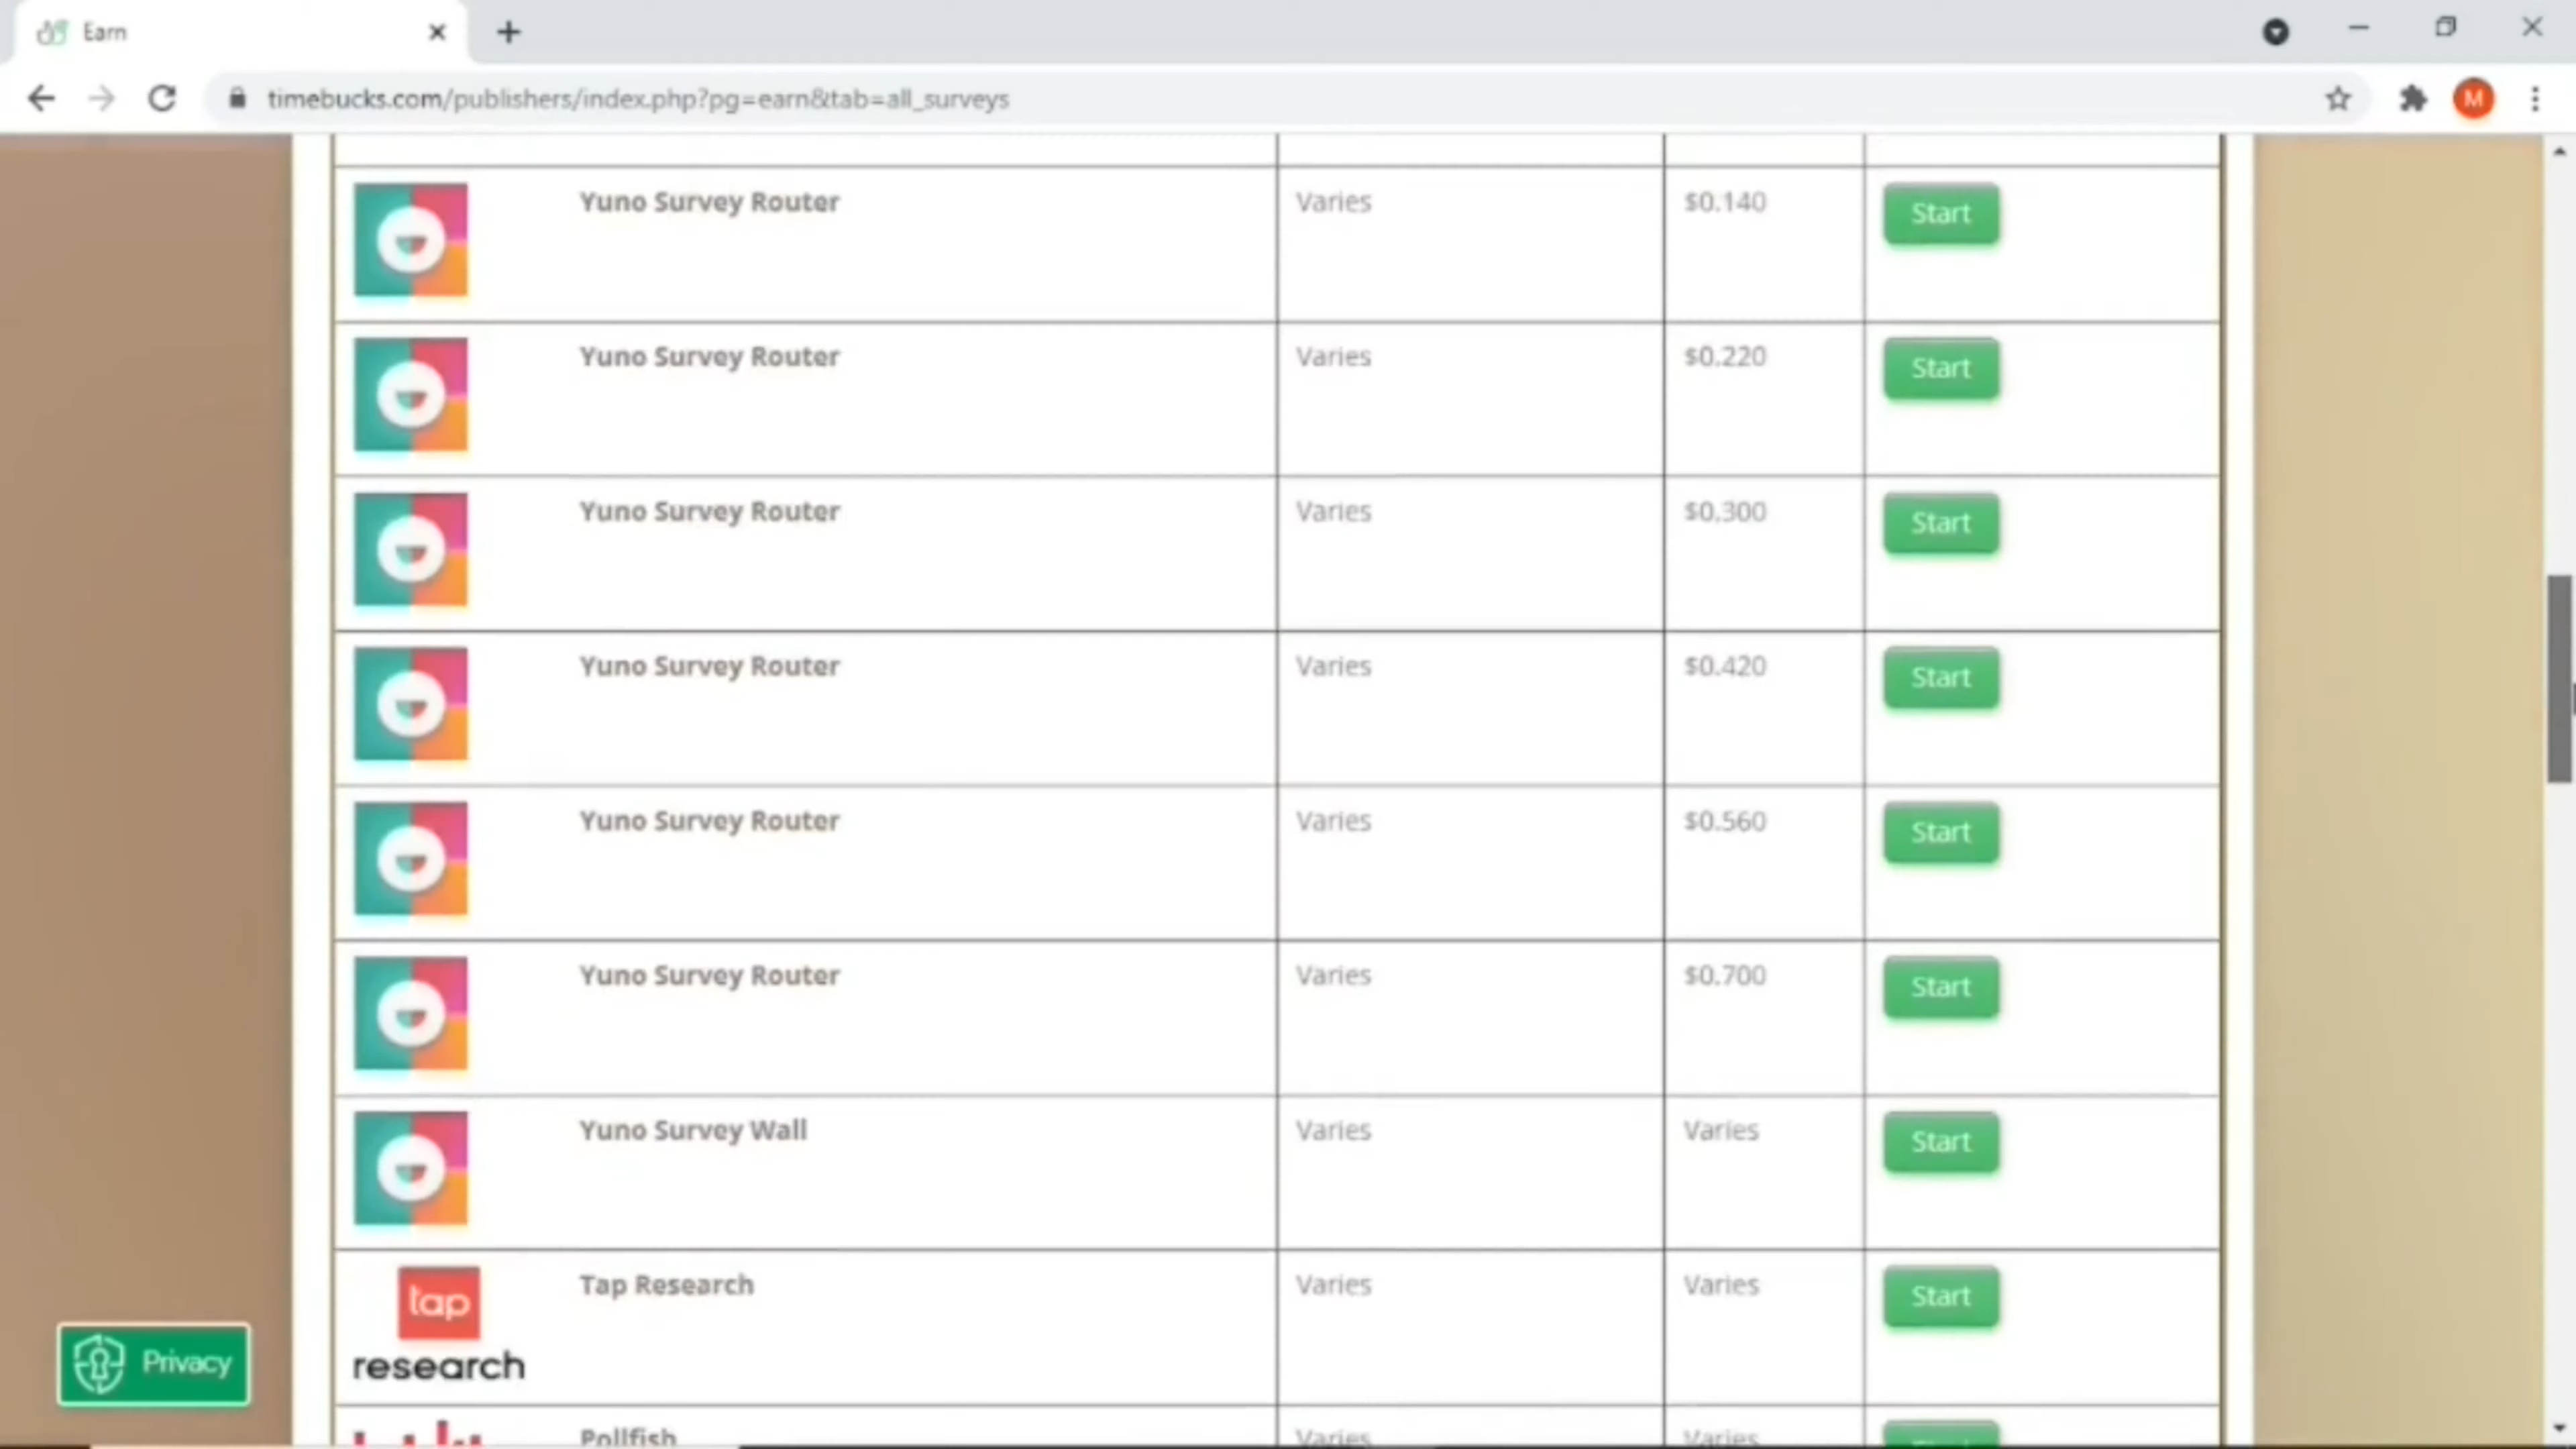 Earn
timebucks.com/publishers/index.php?pg=earn&tab=all_surveys
M
Yuno Survey Router Varies $0.140 Start
Yuno Survey Router Varies $0.220 Start
Yuno Survey Router Varies $0.300 Start
Yuno Survey Router Varies $0.420 Start
Yuno Survey Router Varies $0.560 Start
Yuno Survey Router Varies $0.700 Start
Yuno Survey Wall Varies Varies Start
tap
research
Tap Research Varies Varies Start
Privacy
Pollfish Varies Varies